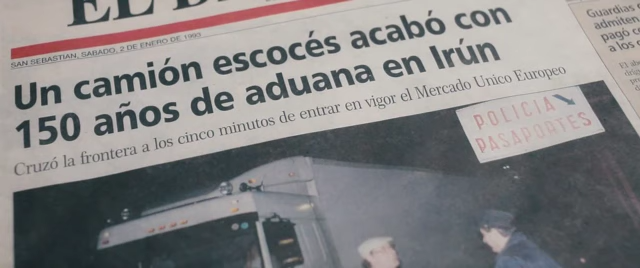 EL D
SAN SEBASTIAN, SABADO, 2 DE ENERO DE 1993
Un camión escocés acabó con
150 años de aduana en Irún
Cruzó la frontera a los cinco minutos de entrar en vigor el Mercado Unico Europeo
POLICIA
PASAPORTES
Guardias
admiten
pagó
a los